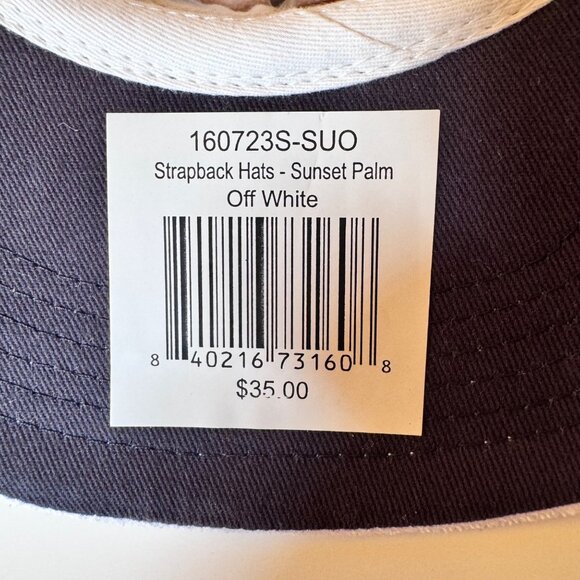 160723S-SUO
Strapback Hats - Sunset Palm
Off White
8 40216 73160 8
$35.00